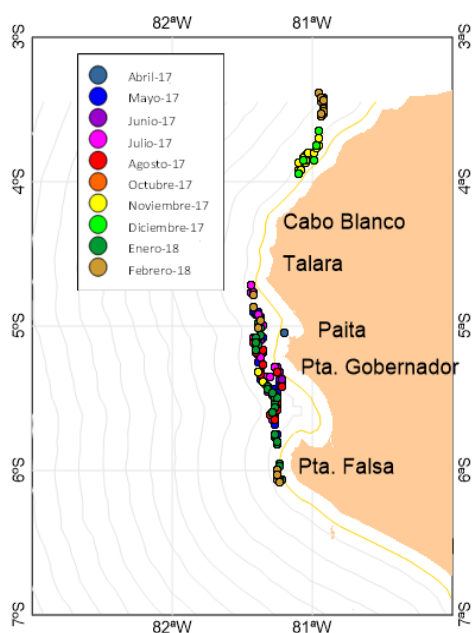 82ªW
81ªW
3ºS
3ºS
Abril-17
Mayo-17
Junio-17
Julio-17
Agosto-17
Octubre-17
Noviembre-17
Diciembre-17
Enero-18
Febrero-18
4ºS
4ºS
Cabo Blanco
Talara
5ºS
5ºS
Paita
Pta. Gobernador
6ºS
6ºS
Pta. Falsa
7ºS
7ºS
82ªW
81ªW